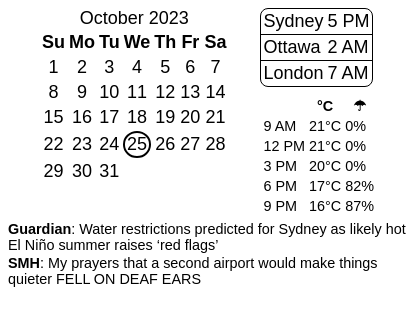 October 2023
Su Mo Tu We Th Fr Sa
1 2 3 4 5 6 7
8 9 10 11 12 13 14
15 16 17 18 19 20 21
22 23 24 25 26 27 28
29 30 31
Sydney 5 PM
Ottawa 2 AM
London 7 AM
°C ☂
9 AM 21°C 0%
12 PM 21°C 0%
3 PM 20°C 0%
6 PM 17°C 82%
9 PM 16°C 87%
Guardian: Water restrictions predicted for Sydney as likely hot
El Niño summer raises ‘red flags’
SMH: My prayers that a second airport would make things
quieter FELL ON DEAF EARS